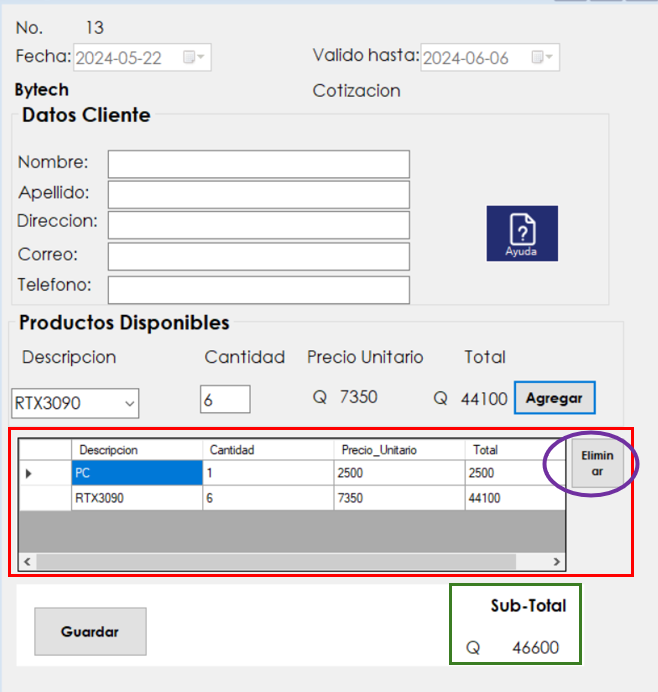 No. 13
Fecha: 2024-05-22 Valido hasta: 2024-06-06
Bytech Cotizacion
Datos Cliente
Nombre:
Apellido:
Direccion:
Correo:
Telefono:
Ayuda
Productos Disponibles
Descripcion Cantidad Precio Unitario Total
RTX3090 6 Q 7350 Q 44100 Agregar
Descripcion Cantidad Precio_Unitario Total
PC 1 2500 2500
RTX3090 6 7350 44100
Elimin
ar
Sub-Total
Guardar
Q 46600